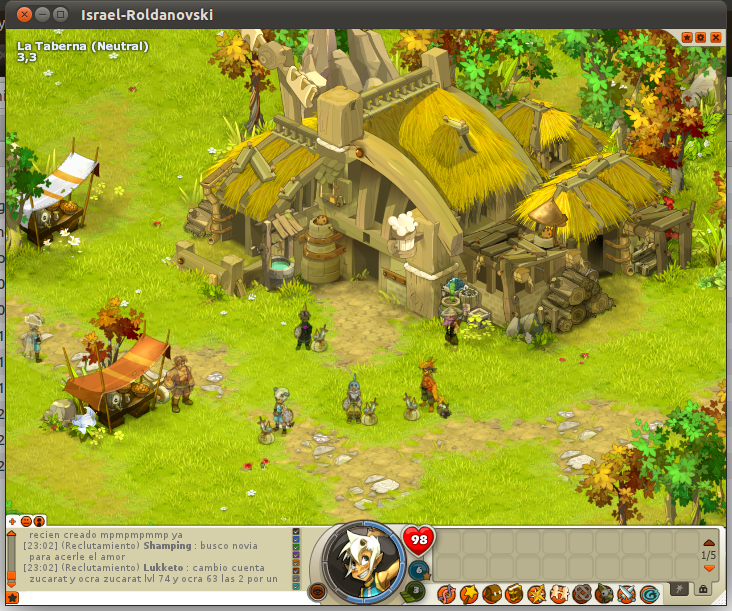 Israel-Roldanovski
La Taberna (Neutral)
3,3
recien creado mpmpmpmmp ya
[23:02] (Reclutamiento) Shamping : busco novia
para acerle el amor
[23:02] (Reclutamiento) Lukketo : cambio cuenta
zucarat y ocra zucarat lvl 74 y ocra 63 las 2 por un
98
6
3
1/5